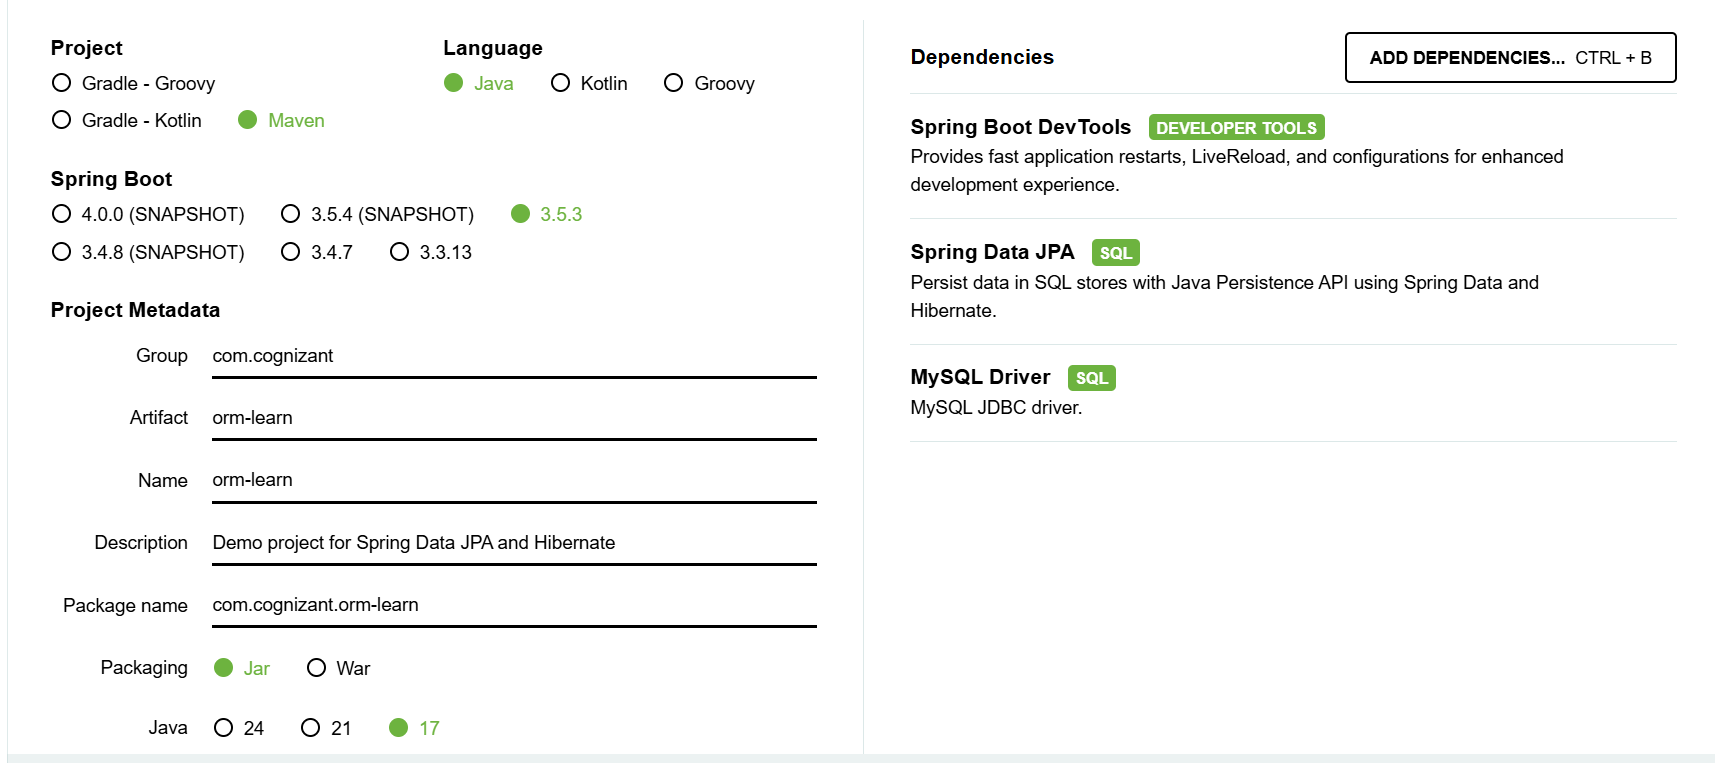 Project
Gradle - Groovy
Gradle - Kotlin Maven
Language
Java Kotlin Groovy
Spring Boot
4.0.0 (SNAPSHOT) 3.5.4 (SNAPSHOT) 3.5.3
3.4.8 (SNAPSHOT) 3.4.7 3.3.13
Project Metadata
Group com.cognizant
Artifact orm-learn
Name orm-learn
Description Demo project for Spring Data JPA and Hibernate
Package name com.cognizant.orm-learn
Packaging Jar War
Java 24 21 17
Dependencies ADD DEPENDENCIES... CTRL + B
Spring Boot DevTools DEVELOPER TOOLS
Provides fast application restarts, LiveReload, and configurations for enhanced
development experience.
Spring Data JPA SQL
Persist data in SQL stores with Java Persistence API using Spring Data and
Hibernate.
MySQL Driver SQL
MySQL JDBC driver.